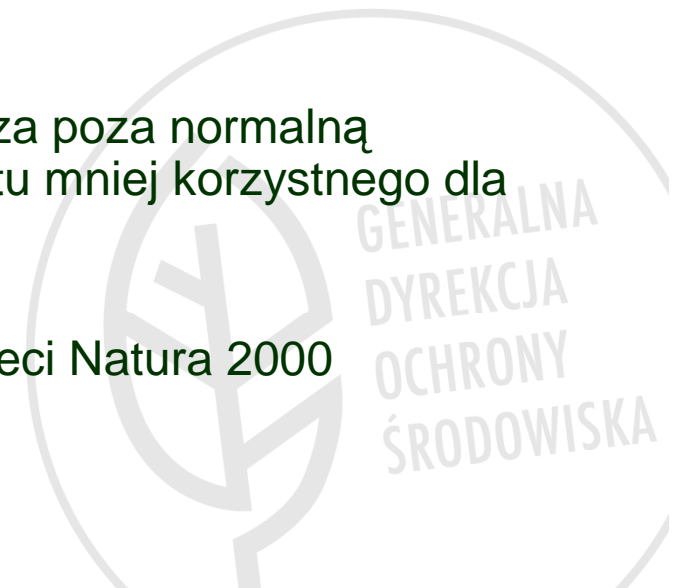 za poza normalną
tu mniej korzystnego dla
eci Natura 2000
GENERALNA
DYREKCJA
OCHRONY
ŚRODOWISKA